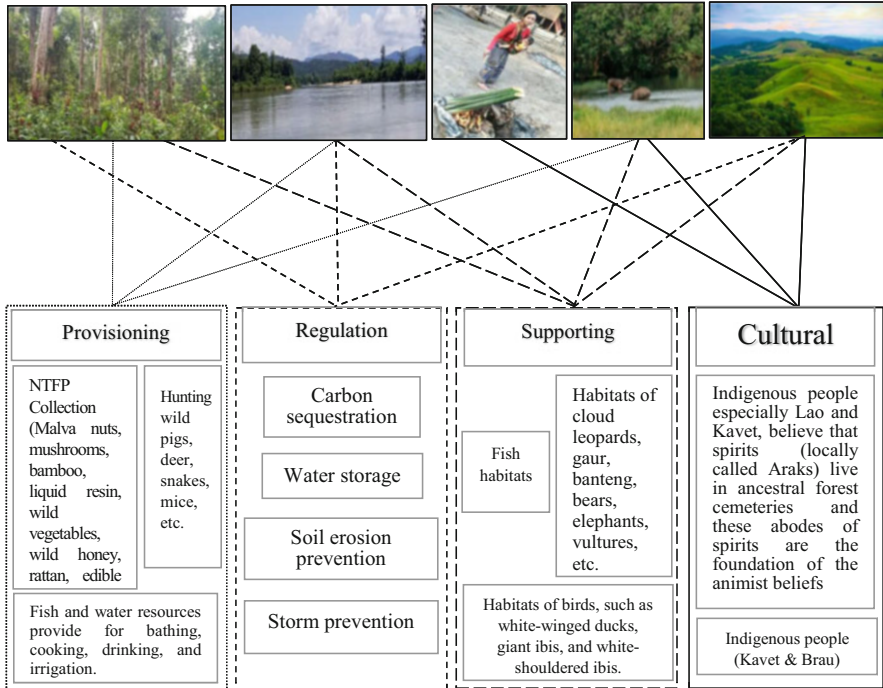 Provisioning
NTFP
Collection
(Malva nuts,
mushrooms,
bamboo,
liquid resin,
wild
vegetables,
wild honey,
rattan, edible
Hunting
wild
pigs,
deer,
snakes,
mice,
etc.
Fish and water resources
provide for bathing,
cooking, drinking, and
irrigation.
Regulation
Carbon
sequestration
Water storage
Soil erosion
prevention
Storm prevention
Supporting
Fish
habitats
Habitats of
cloud
leopards,
gaur,
banteng,
bears,
elephants,
vultures,
etc.
Habitats of birds, such as
white-winged ducks,
giant ibis, and white-
shouldered ibis.
Cultural
Indigenous people
especially Lao and
Kavet, believe that
spirits (locally
called Araks) live
in ancestral forest
cemeteries and
these abodes of
spirits are the
foundation of the
animist beliefs
Indigenous people
(Kavet & Brau)